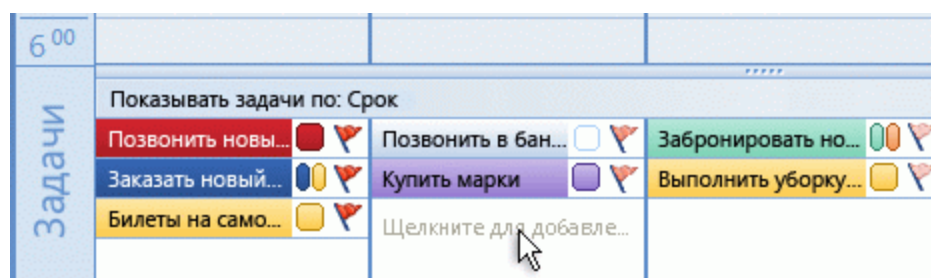 6 00
Задачи
Показывать задачи по: Срок
Позвонить новы...
Позвонить в бан...
Забронировать но...
Заказать новый...
Купить марки
Выполнить уборку...
Билеты на само...
Щелкните для добавле...